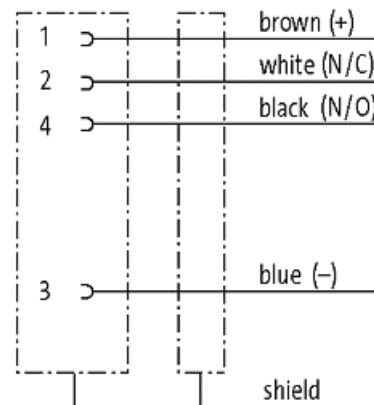 1 brown (+)
2 white (N/C)
4 black (N/O)
3 blue (–)
shield